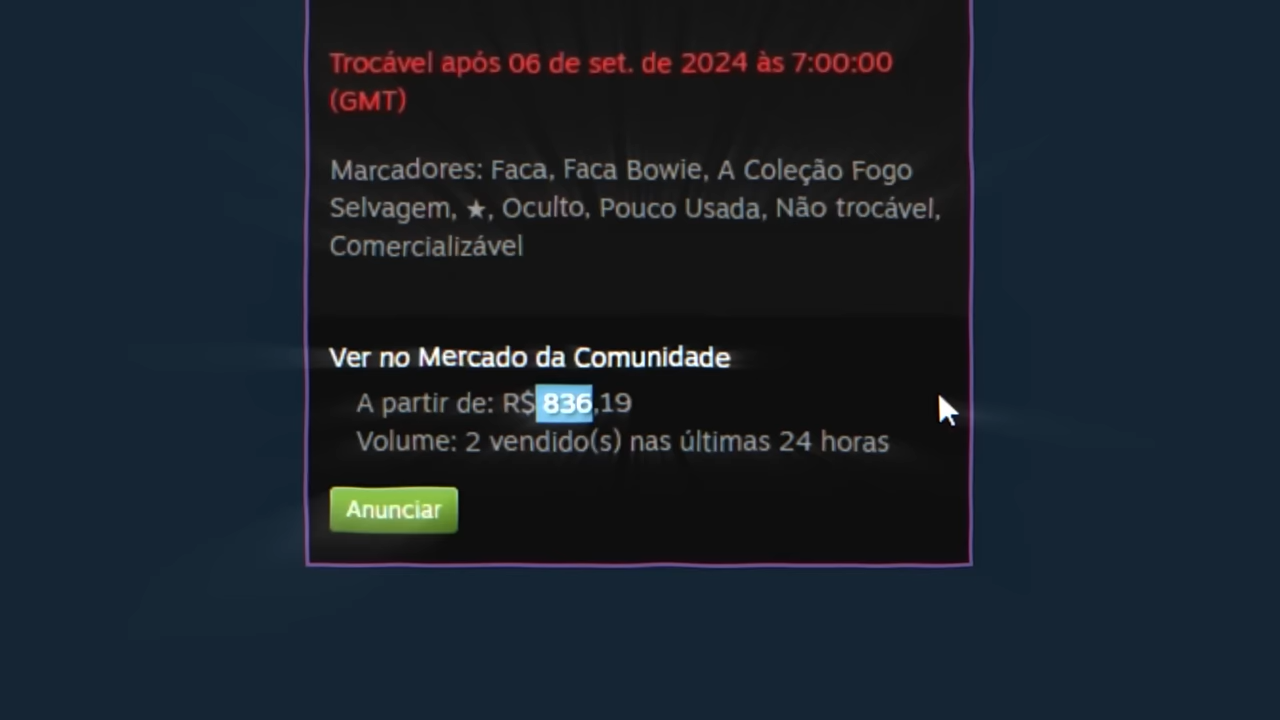 Trocável após 06 de set. de 2024 às 7:00:00
(GMT)
Marcadores: Faca, Faca Bowie, A Coleção Fogo
Selvagem, ★, Oculto, Pouco Usada, Não trocável,
Comercializável
Ver no Mercado da Comunidade
A partir de: R$ 836,19
Volume: 2 vendido(s) nas últimas 24 horas
Anunciar